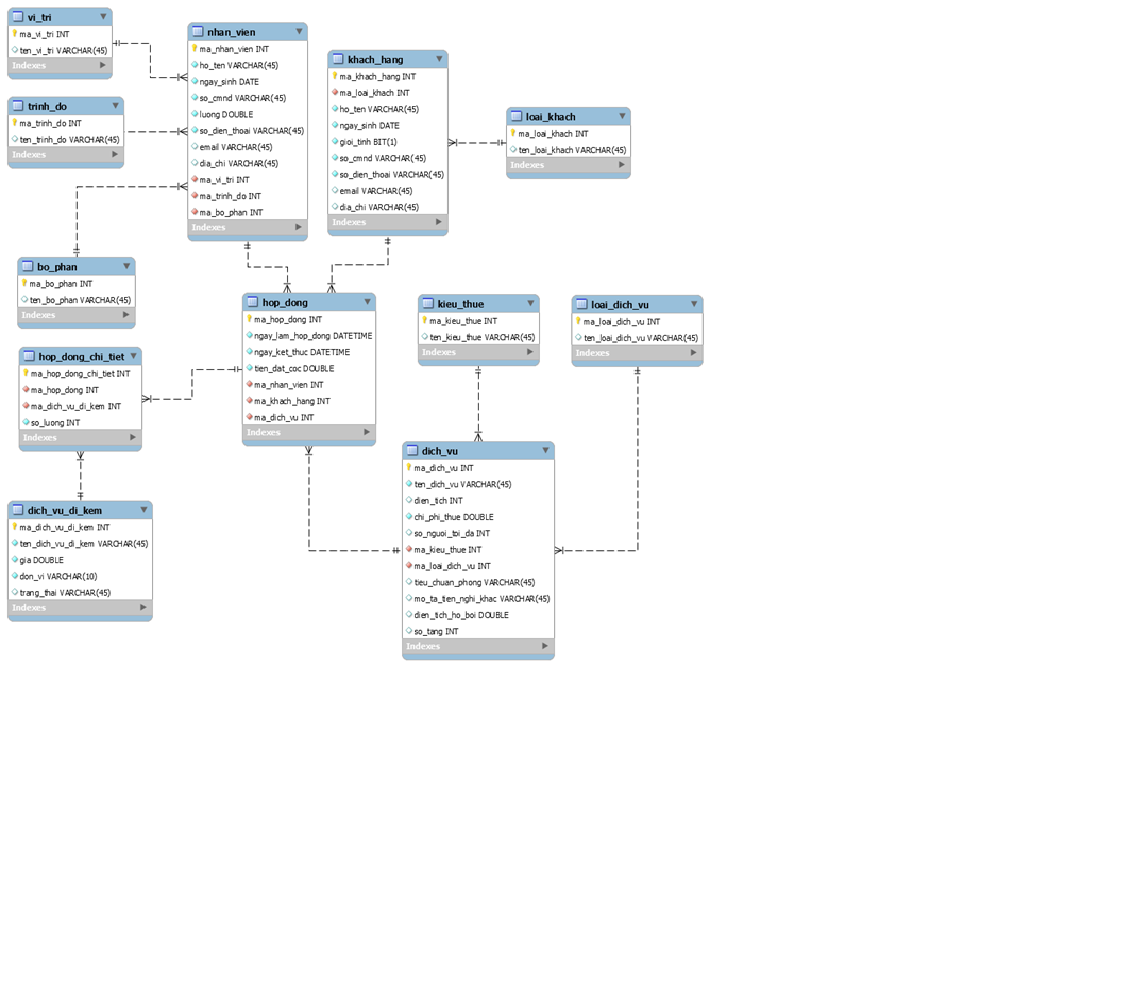 vi_tri
ma_vi_tri INT
ten_vi_tri VARCHAR(45)
Indexes
trinh_do
ma_trinh_do INT
ten_trinh_do VARCHAR(45)
Indexes
bo_phan
ma_bo_phan INT
ten_bo_phan VARCHAR(45)
Indexes
nhan_vien
ma_nhan_vien INT
ho_ten VARCHAR(45)
ngay_sinh DATE
so_cmnd VARCHAR(45)
luong DOUBLE
so_dien_thoai VARCHAR(45)
email VARCHAR(45)
dia_chi VARCHAR(45)
ma_vi_tri INT
ma_trinh_do INT
ma_bo_phan INT
Indexes
khach_hang
ma_khach_hang INT
ma_loai_khach INT
ho_ten VARCHAR(45)
ngay_sinh DATE
gioi_tinh BIT(1)
so_cmnd VARCHAR(45)
so_dien_thoai VARCHAR(45)
email VARCHAR(45)
dia_chi VARCHAR(45)
Indexes
loai_khach
ma_loai_khach INT
ten_loai_khach VARCHAR(45)
Indexes
hop_dong
ma_hop_dong INT
ngay_lam_hop_dong DATETIME
ngay_ket_thuc DATETIME
tien_dat_coc DOUBLE
ma_nhan_vien INT
ma_khach_hang INT
ma_dich_vu INT
Indexes
kieu_thue
ma_kieu_thue INT
ten_kieu_thue VARCHAR(45)
Indexes
loai_dich_vu
ma_loai_dich_vu INT
ten_loai_dich_vu VARCHAR(45)
Indexes
hop_dong_chi_tiet
ma_hop_dong_chi_tiet INT
ma_hop_dong INT
ma_dich_vu_di_kem INT
so_luong INT
Indexes
dich_vu_di_kem
ma_dich_vu_di_kem INT
ten_dich_vu_di_kem VARCHAR(45)
gia DOUBLE
don_vi VARCHAR(10)
trang_thai VARCHAR(45)
Indexes
dich_vu
ma_dich_vu INT
ten_dich_vu VARCHAR(45)
dien_tich INT
chi_phi_thue DOUBLE
so_nguoi_toi_da INT
ma_kieu_thue INT
ma_loai_dich_vu INT
tieu_chuan_phong VARCHAR(45)
mo_ta_tien_nghi_khac VARCHAR(45)
dien_tich_ho_boi DOUBLE
so_tang INT
Indexes